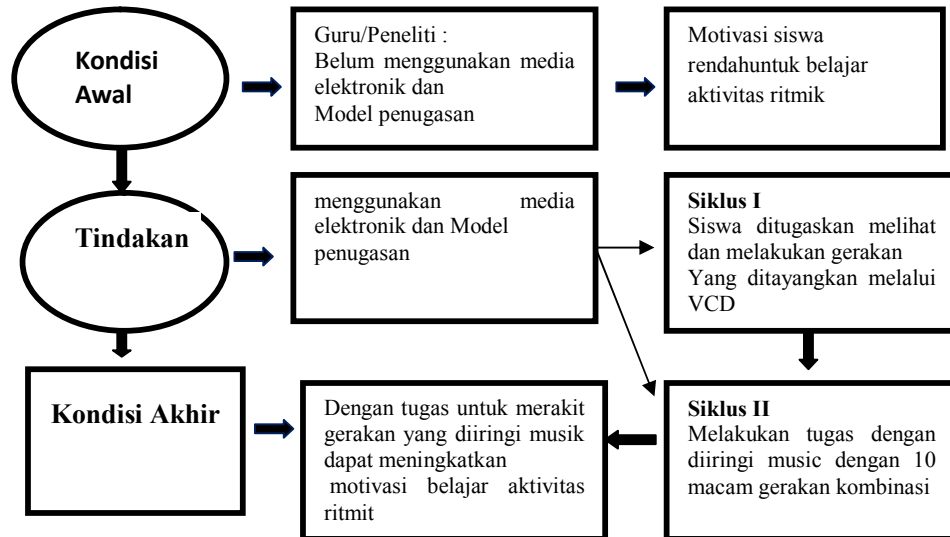 Kondisi
Awal
Guru/Peneliti :
Belum menggunakan media
elektronik dan
Model penugasan
Motivasi siswa
rendahuntuk belajar
aktivitas ritmik
Tindakan
menggunakan media
elektronik dan Model
penugasan
Siklus I
Siswa ditugaskan melihat
dan melakukan gerakan
Yang ditayangkan melalui
VCD
Kondisi Akhir
Dengan tugas untuk merakit
gerakan yang diiringi musik
dapat meningkatkan
motivasi belajar aktivitas
ritmit
Siklus II
Melakukan tugas dengan
diiringi music dengan 10
macam gerakan kombinasi